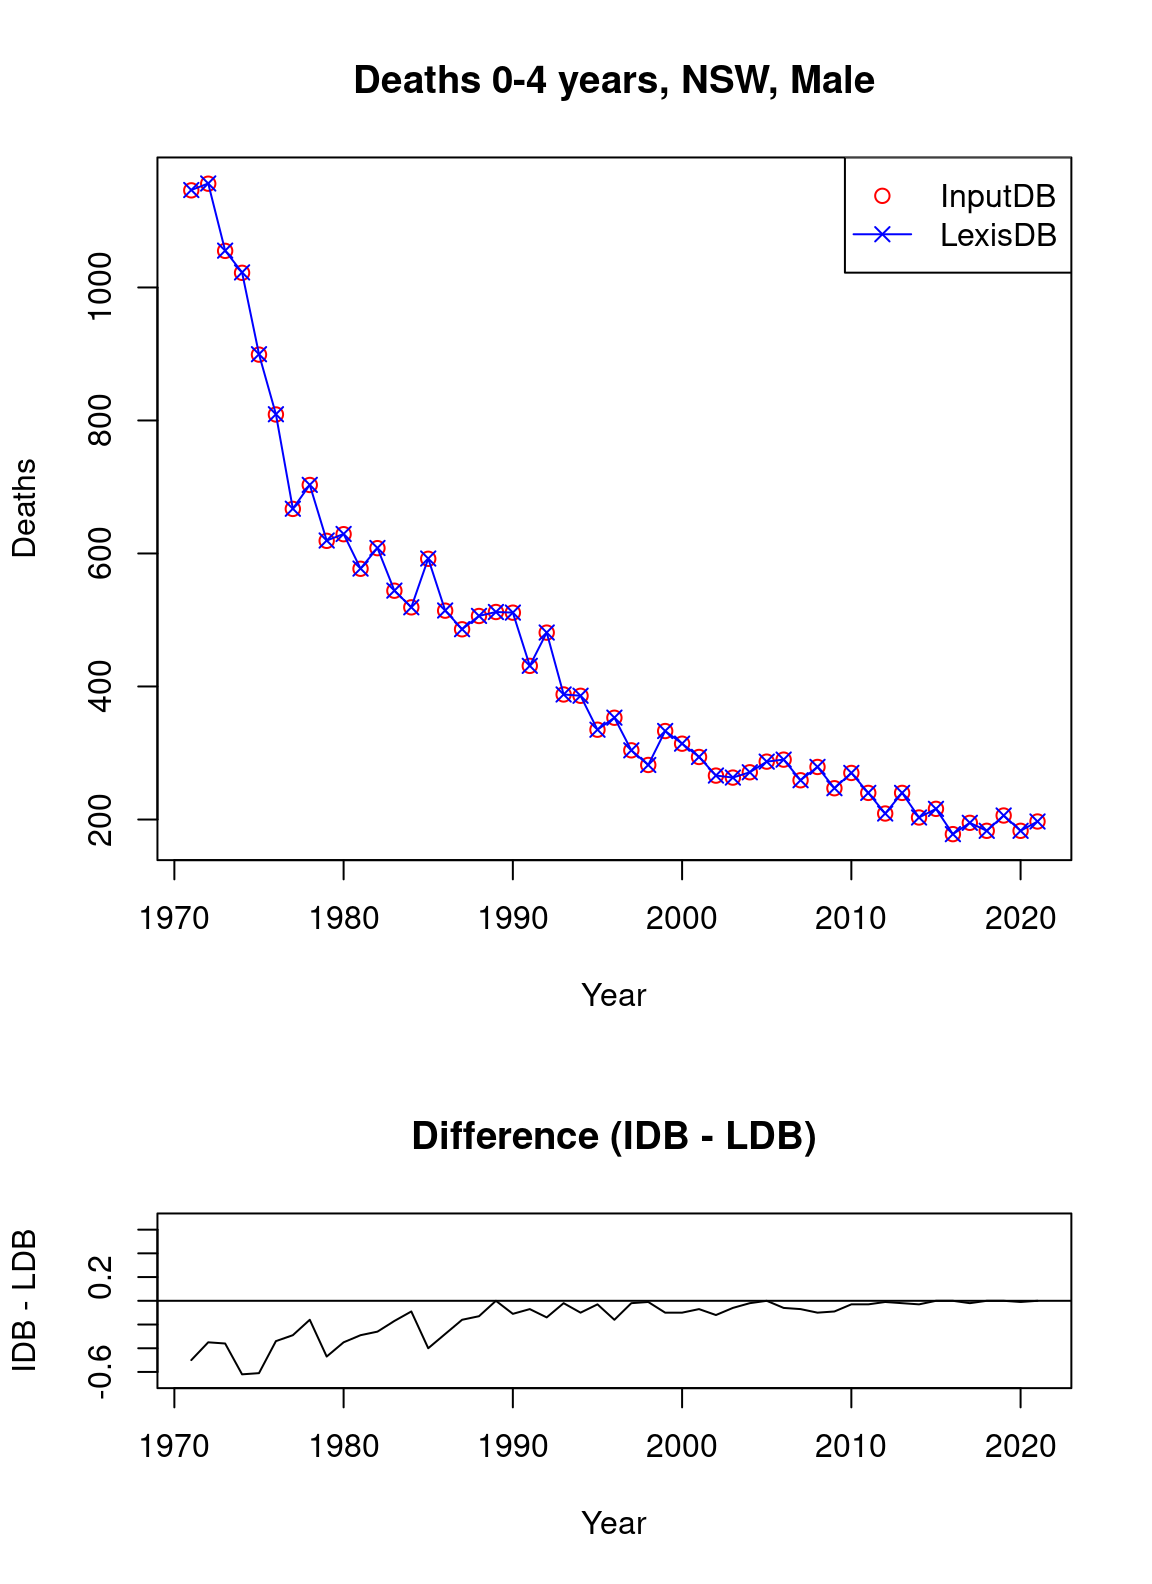 Deaths 0-4 years, NSW, Male
InputDB
LexisDB
Deaths
1000
800
600
400
200
1970 1980 1990 2000 2010 2020
Year
Difference (IDB - LDB)
IDB - LDB
0.2
-0.6
1970 1980 1990 2000 2010 2020
Year